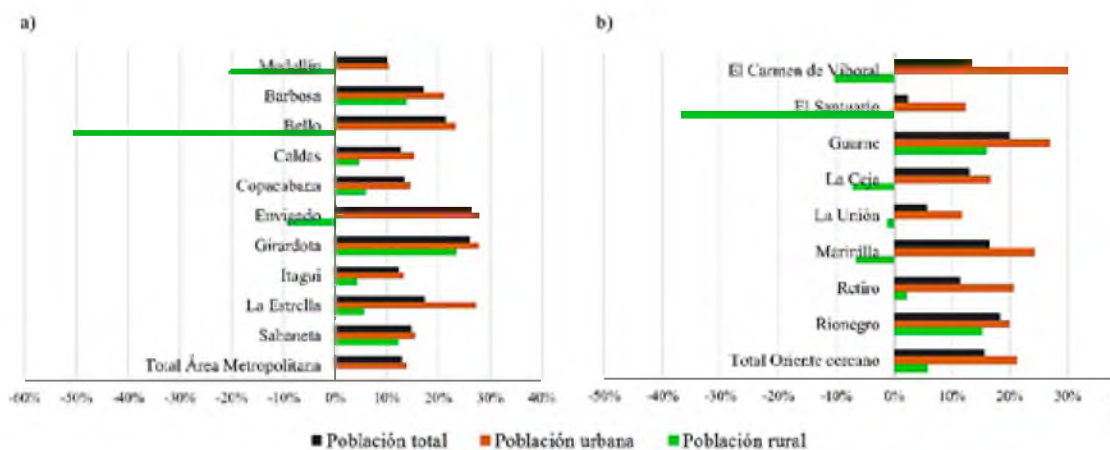 a)
Medellín
Barbosa
Bello
Caldas
Copacabana
Envigado
Girardota
Itagui
La Estrella
Sabaneta
Total Área Metropolitana
-60% -50% -40% -30% -20% -10% 0% 10% 20% 30% 40%
b)
El Carmen de Viboral
El Santuario
Guarne
La Ceja
La Unión
Marinilla
Retiro
Rionegro
Total Oriente cercano
-50% -40% -30% -20% -10% 0% 10% 20% 30%
Población total Población urbana Población rural